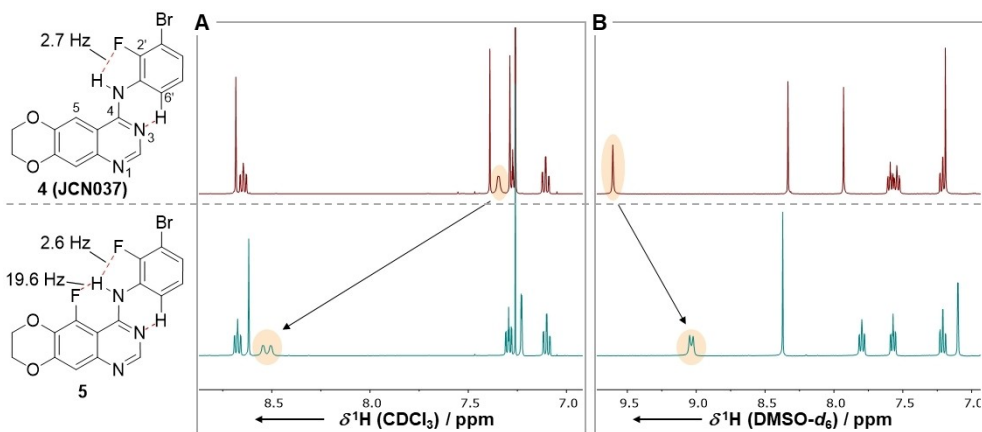 A
B
Br
2.7 Hz
F
2'
H
N
6'
H
4
5
O
N
3
O
N
1
4 (JCN037)
Br
2.6 Hz
F
19.6 Hz
H
N
F
H
O
N
O
N
5
8.5 8.0 7.5 7.0
9.5 9.0 8.5 8.0 7.5 7.0
δ¹H (CDCl₃) / ppm
δ¹H (DMSO-d₆) / ppm